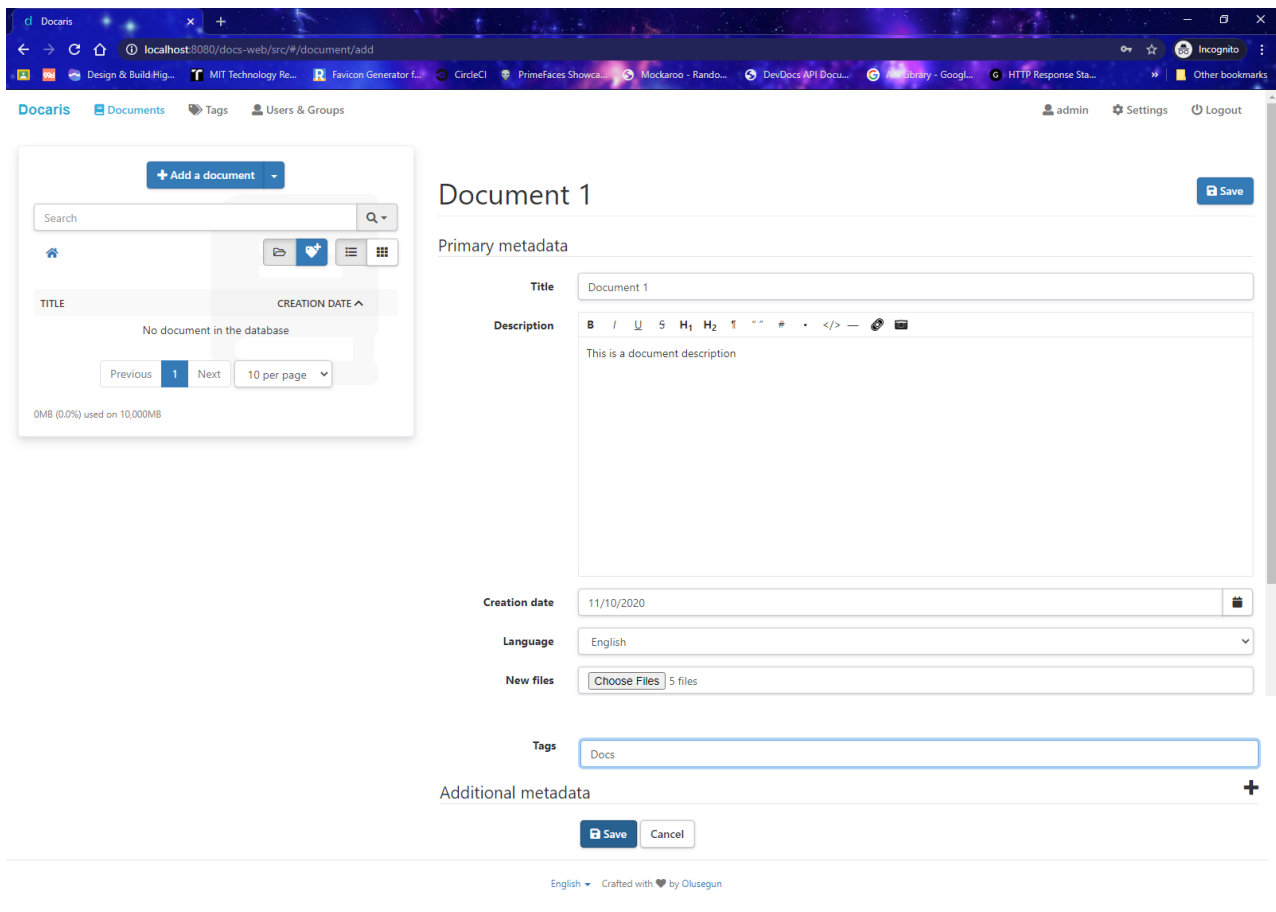 d Docaris
localhost:8080/docs-web/src/#/document/add
Incognito
Design & Build Hig... MIT Technology Re... Favicon Generator f... CircleCI PrimeFaces Showca... Mockaroo - Rando... DevDocs API Docu... Library - Googl... HTTP Response Sta... » Other bookmarks
Docaris Documents Tags Users & Groups admin Settings Logout
+ Add a document
Search
TITLE CREATION DATE
No document in the database
Previous 1 Next 10 per page
0MB (0.0%) used on 10,000MB
Document 1 Save
Primary metadata
Title Document 1
Description B I U S H1 H2 ¶ “” # • </> —
This is a document description
Creation date 11/10/2020
Language English
New files Choose Files 5 files
Tags Docs
Additional metadata +
Save Cancel
English Crafted with ♥ by Olusegun